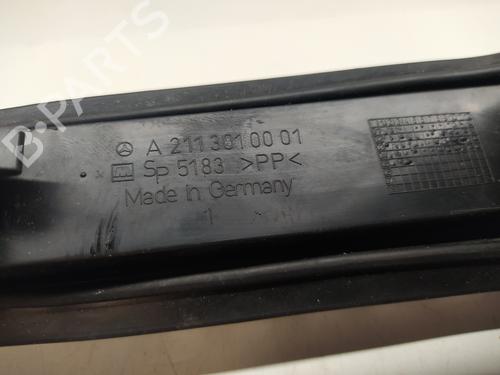 B-PARTS
A 211 301 00 01
Sp 5183 >PP<
Made in Germany
1